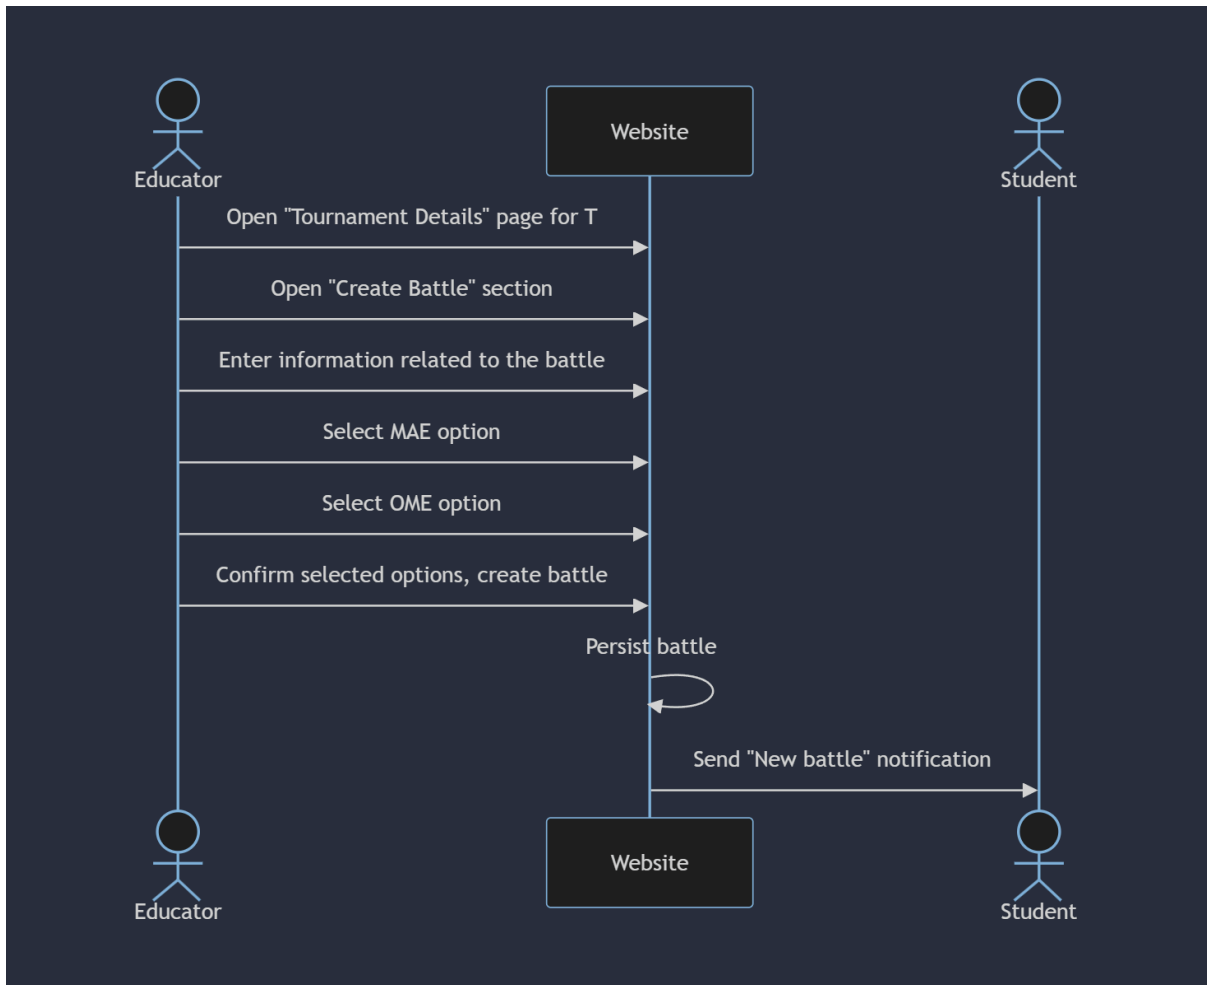 Educator
Website
Student
Open "Tournament Details" page for T
Open "Create Battle" section
Enter information related to the battle
Select MAE option
Select OME option
Confirm selected options, create battle
Persist battle
Send "New battle" notification
Educator
Website
Student